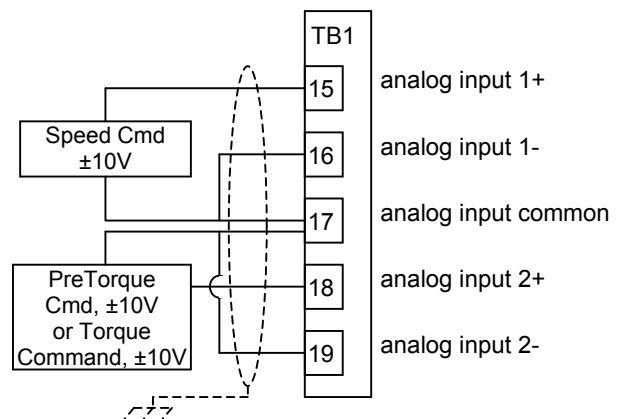 TB1
15 analog input 1+
Speed Cmd
±10V
16 analog input 1-
17 analog input common
PreTorque
Cmd, ±10V
or Torque
Command, ±10V
18 analog input 2+
19 analog input 2-